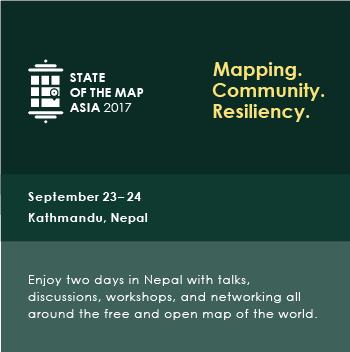 STATE
OF THE MAP
ASIA 2017
Mapping.
Community.
Resiliency.
September 23–24
Kathmandu, Nepal
Enjoy two days in Nepal with talks,
discussions, workshops, and networking all
around the free and open map of the world.